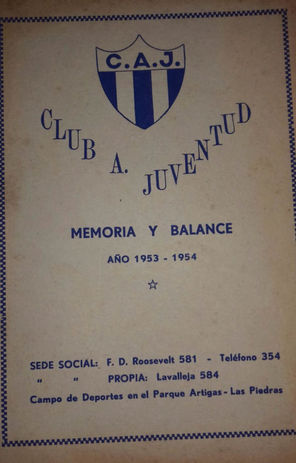 C.A.J.
CLUB A. JUVENTUD
MEMORIA Y BALANCE
AÑO 1953 - 1954
SEDE SOCIAL: F. D. Roosevelt 581 - Teléfono 354
" " PROPIA: Lavalleja 584
Campo de Deportes en el Parque Artigas - Las Piedras